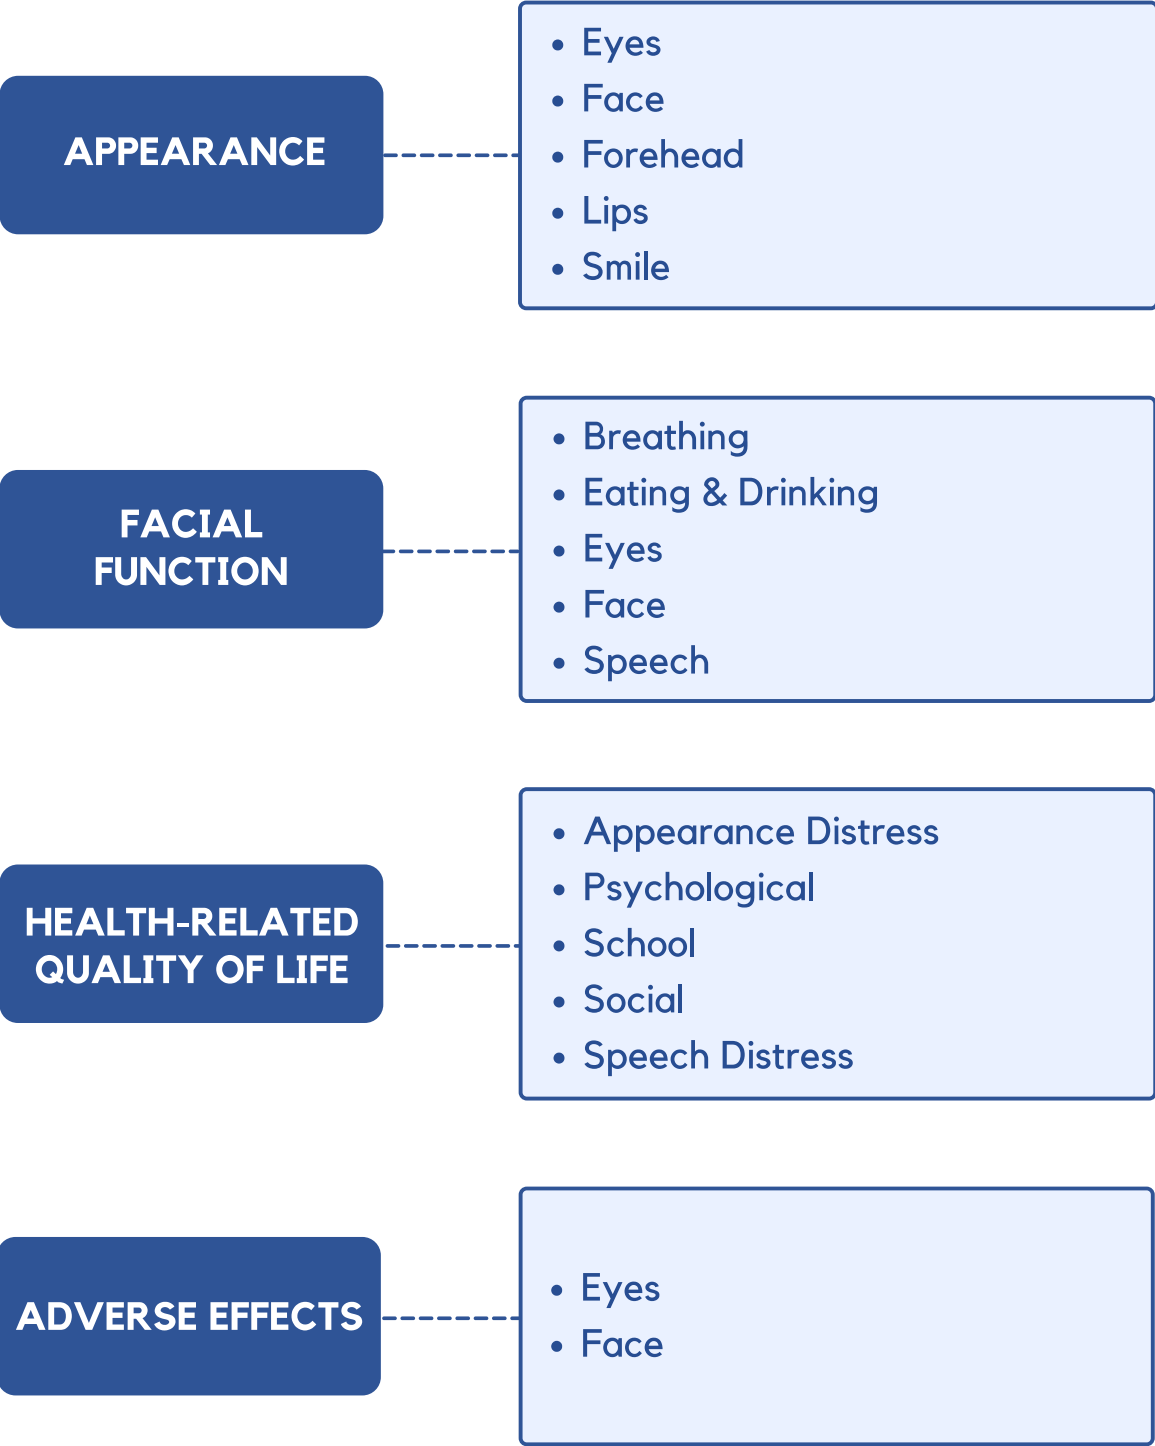 APPEARANCE
• Eyes
• Face
• Forehead
• Lips
• Smile
FACIAL
FUNCTION
• Breathing
• Eating & Drinking
• Eyes
• Face
• Speech
HEALTH-RELATED
QUALITY OF LIFE
• Appearance Distress
• Psychological
• School
• Social
• Speech Distress
ADVERSE EFFECTS
• Eyes
• Face